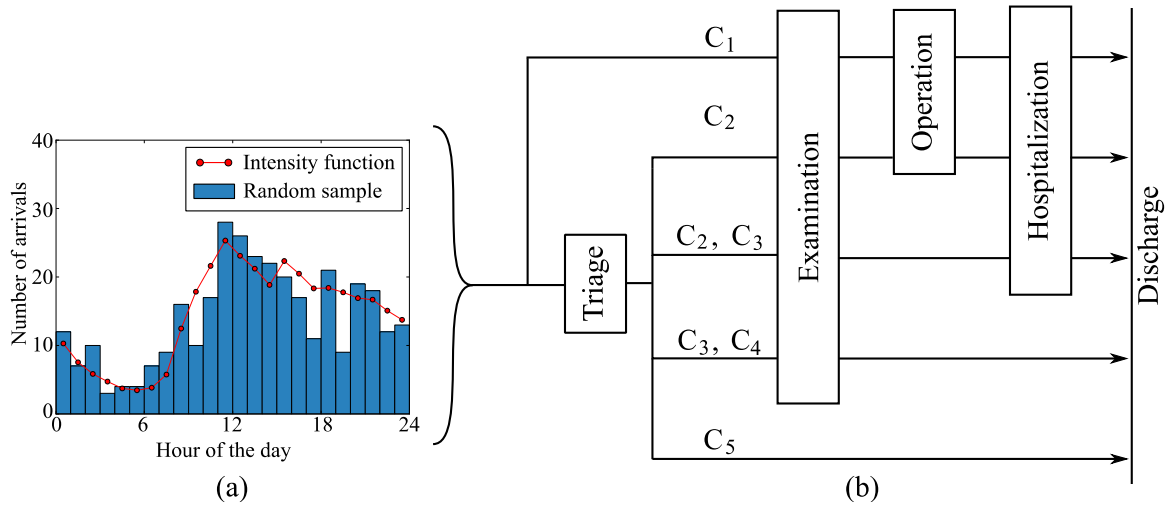 40
30
20
10
0
Number of arrivals
Intensity function
Random sample
0 6 12 18 24
Hour of the day
(a)
C1
C2
C2, C3
C3, C4
C5
Triage
Examination
Operation
Hospitalization
Discharge
(b)